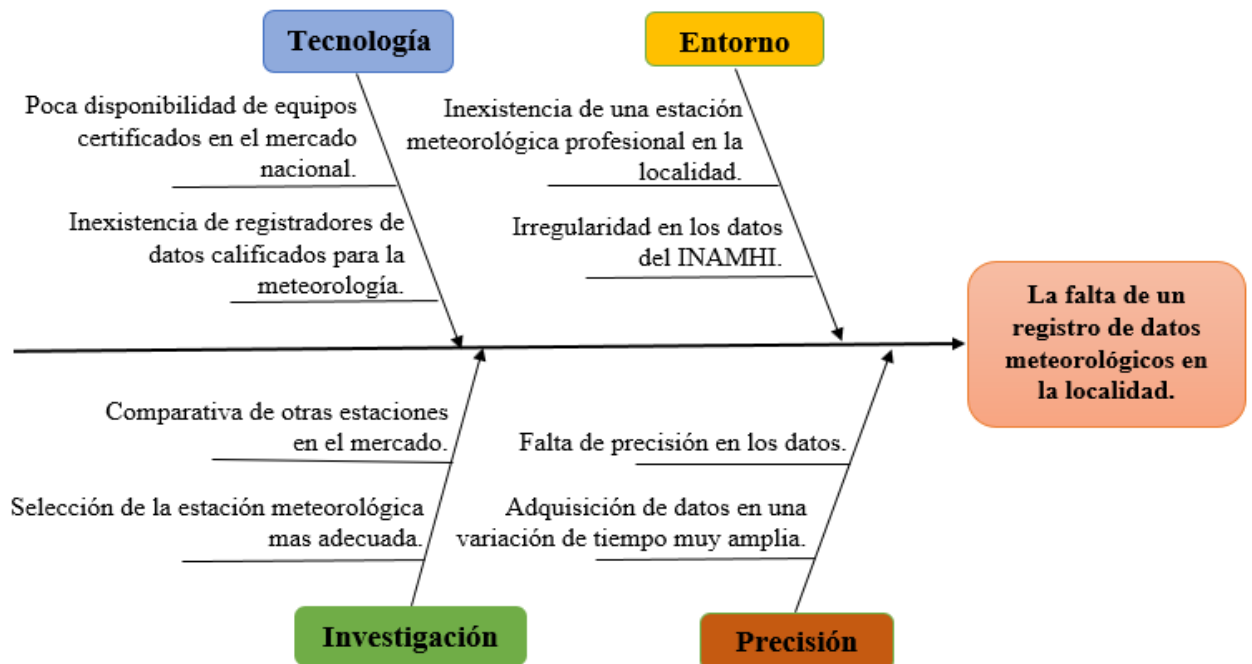 Tecnología
Entorno
Poca disponibilidad de equipos
certificados en el mercado
nacional.
Inexistencia de registradores de
datos calificados para la
meteorología.
Inexistencia de una estación
meteorológica profesional en la
localidad.
Irregularidad en los datos
del INAMHI.
La falta de un
registro de datos
meteorológicos en
la localidad.
Comparativa de otras estaciones
en el mercado.
Selección de la estación meteorológica
mas adecuada.
Falta de precisión en los datos.
Adquisición de datos en una
variación de tiempo muy amplia.
Investigación
Precisión